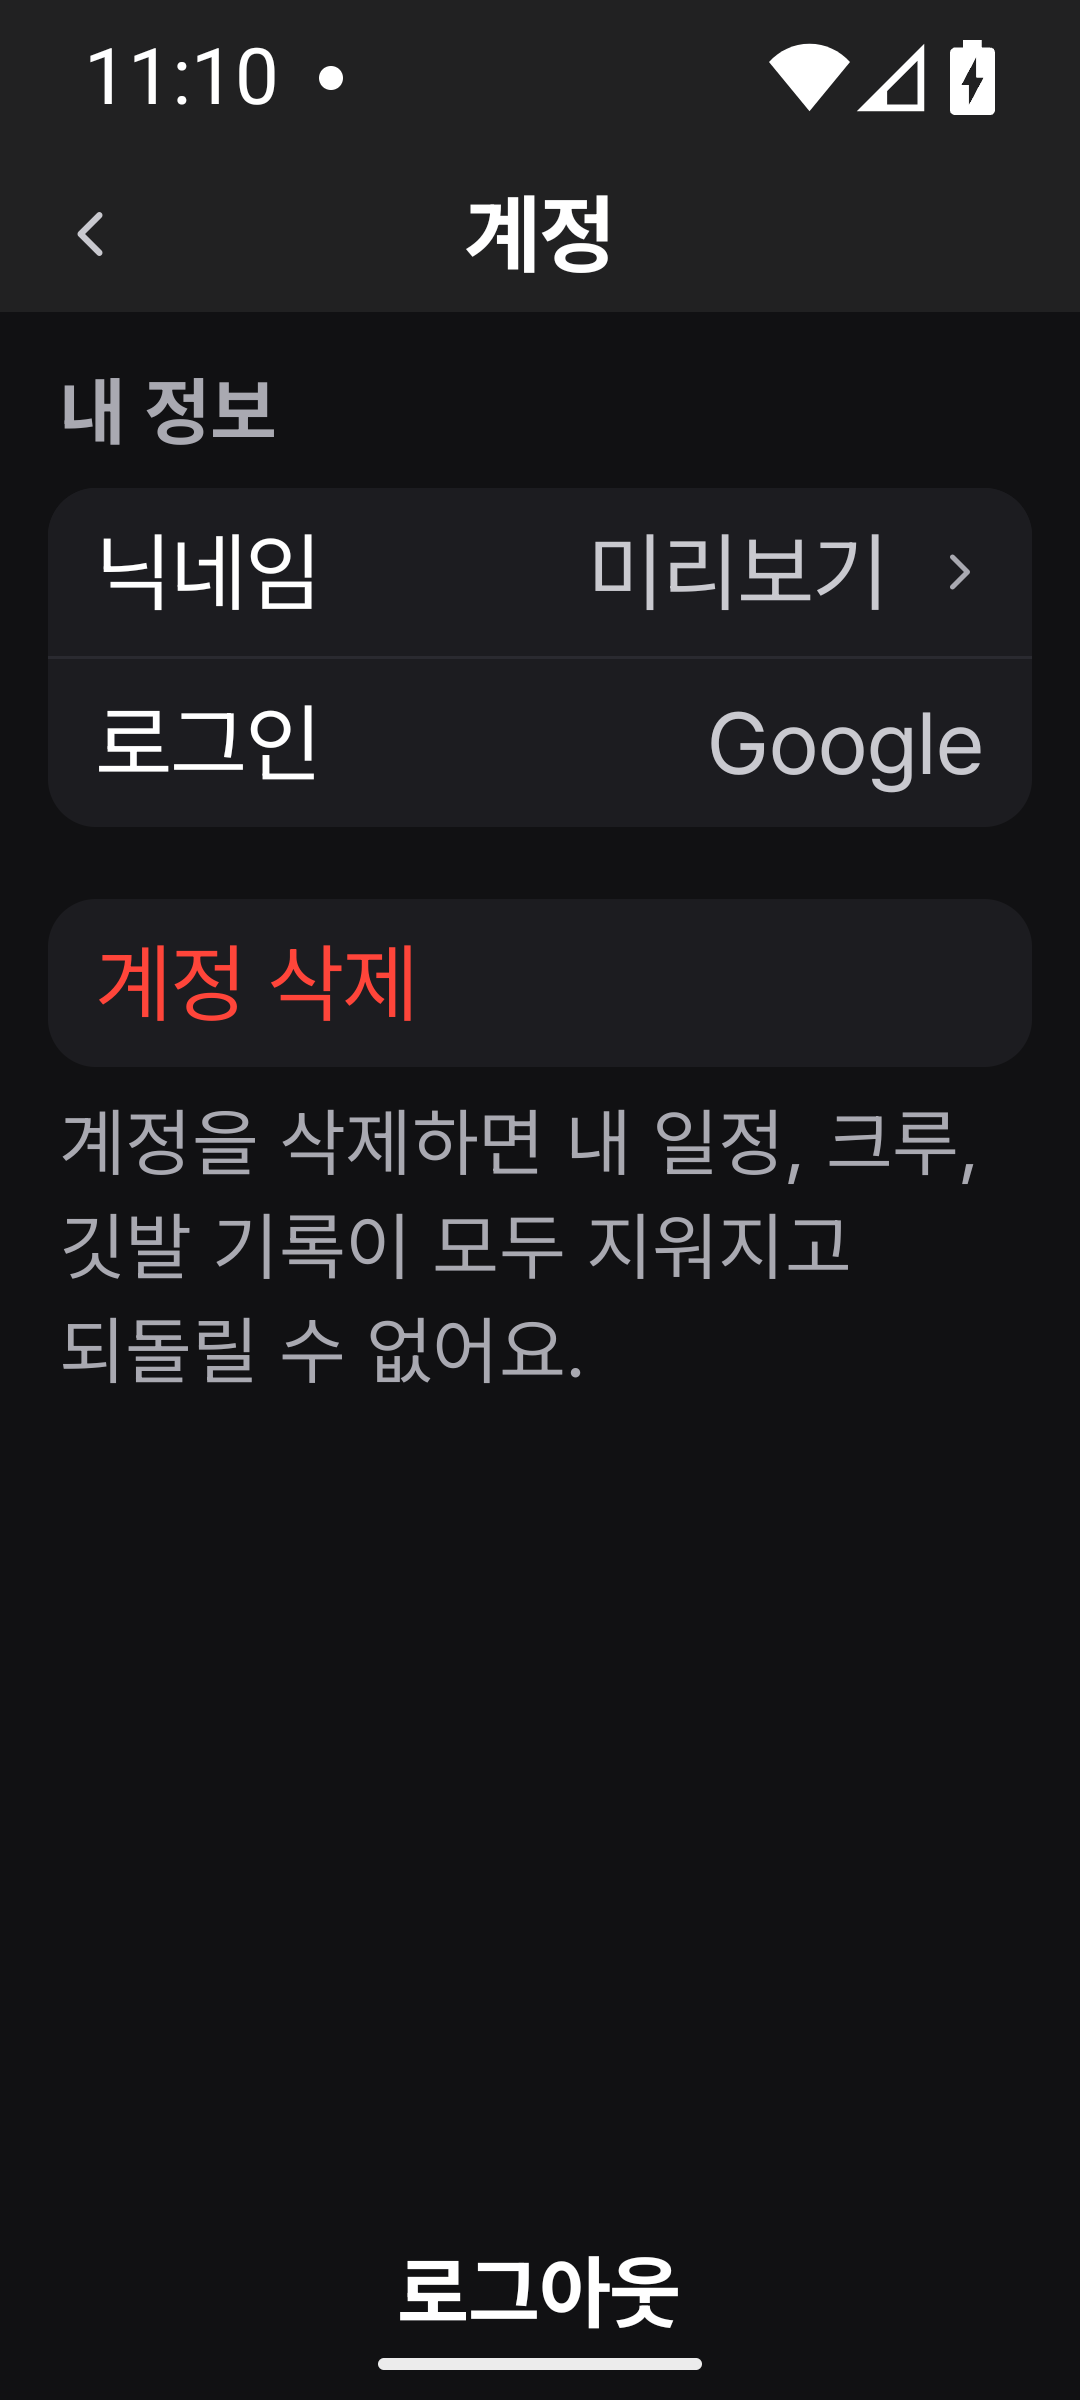 11:10
계정
내 정보
닉네임 미리보기
로그인 Google
계정 삭제
계정을 삭제하면 내 일정, 크루,
깃발 기록이 모두 지워지고
되돌릴 수 없어요.
로그아웃